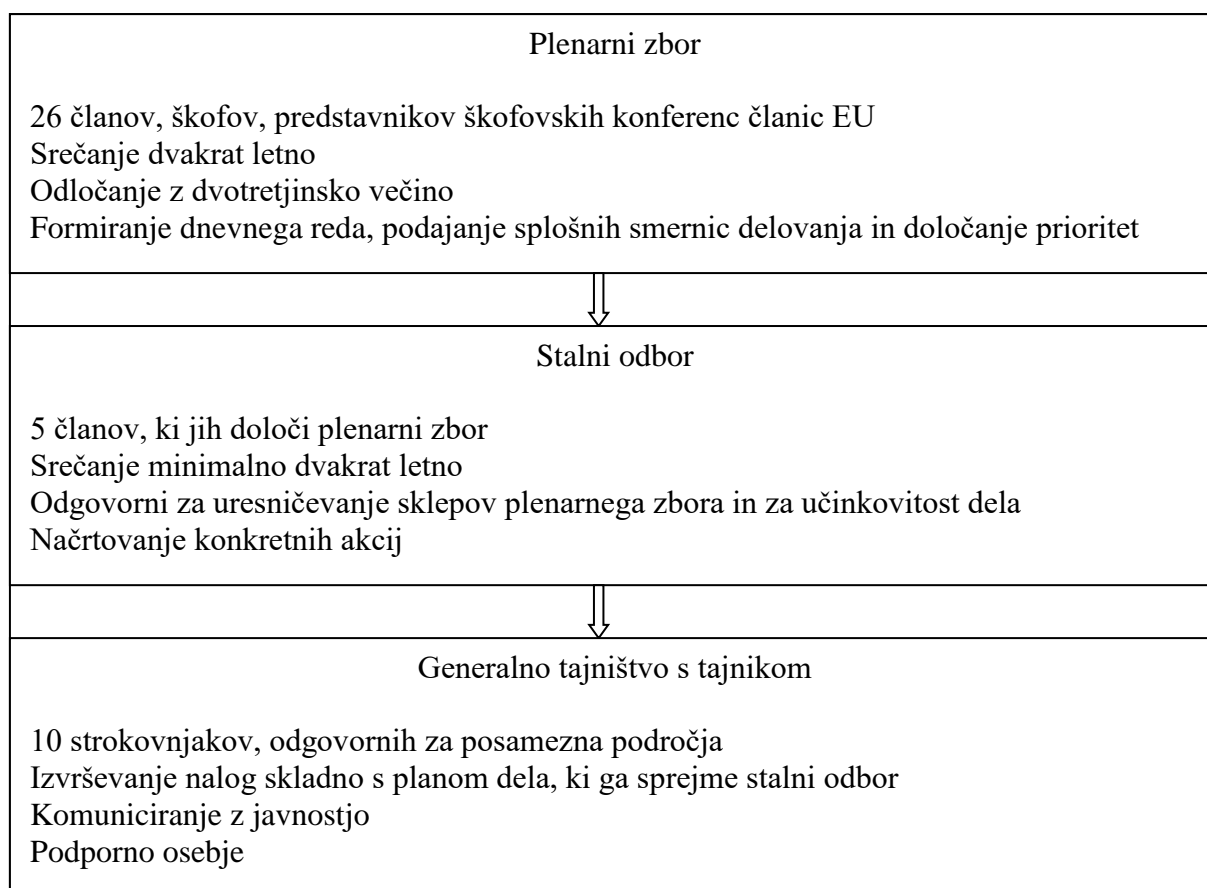 Plenarni zbor
26 članov, škofov, predstavnikov škofovskih konferenc članic EU
Srečanje dvakrat letno
Odločanje z dvotretjinsko večino
Formiranje dnevnega reda, podajanje splošnih smernic delovanja in določanje prioritet
Stalni odbor
5 članov, ki jih določi plenarni zbor
Srečanje minimalno dvakrat letno
Odgovorni za uresničevanje sklepov plenarnega zbora in za učinkovitost dela
Načrtovanje konkretnih akcij
Generalno tajništvo s tajnikom
10 strokovnjakov, odgovornih za posamezna področja
Izvrševanje nalog skladno s planom dela, ki ga sprejme stalni odbor
Komuniciranje z javnostjo
Podporno osebje